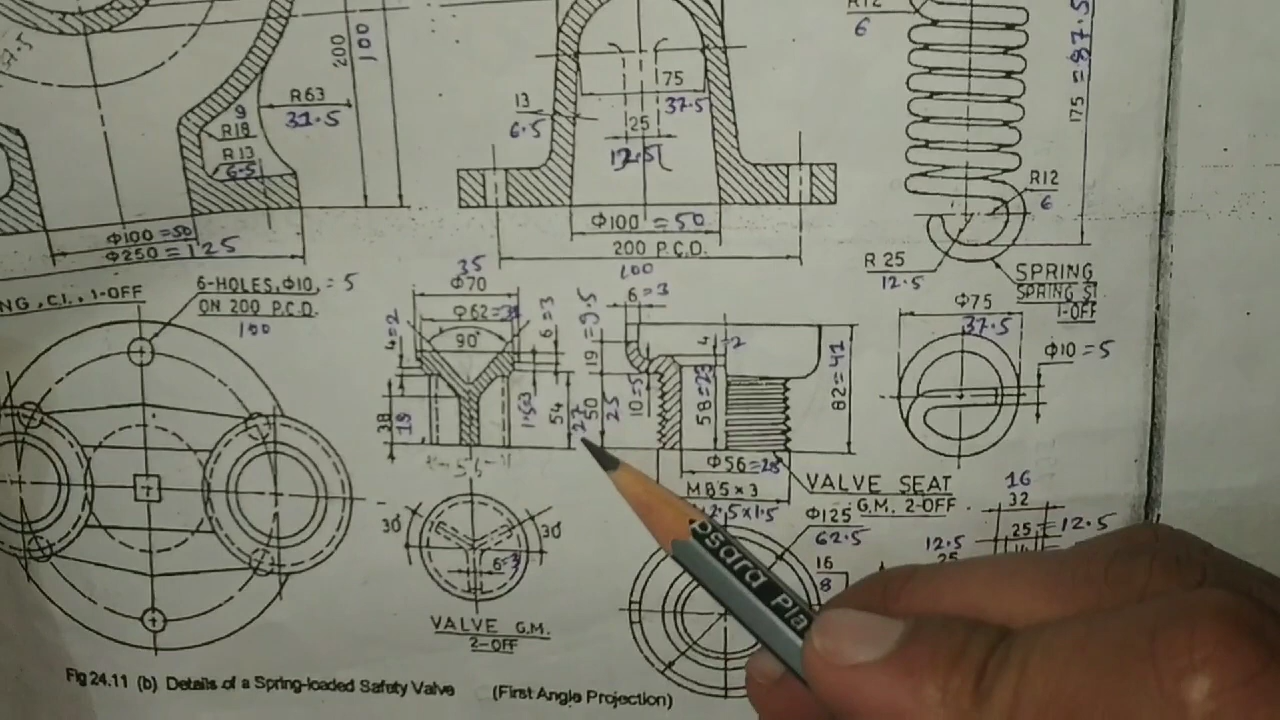 R12
6
200
100
R63
31.5
9
R18
R13
6.5
13
6.5
75
37.5
25
12.5
175 = 87.5
R12
6
Φ100 = 50
Φ250 = 125
Φ100 = 50
200 P.C.D.
100
R 25
12.5
SPRING
1-OFF
6-HOLES, Φ10, = 5
ON 200 P.C.D.
100
C.I., 1-OFF
35
Φ70
Φ62
90°
4=2
6=3
38
19
54
27
19=9.5
50
25
6=3
10=5
4
2
58
82=41
Φ75
37.5
Φ10 = 5
Φ56=28
M85 x 3
VALVE SEAT
G.M. 2-OFF
Φ125
62.5
16
8
16
32
25 = 12.5
12.5
30°
30°
6=3
VALVE G.M.
2-OFF
Psara Pla
Fig 24.11 (b) Details of a Spring-loaded Safety Valve (First Angle Projection)